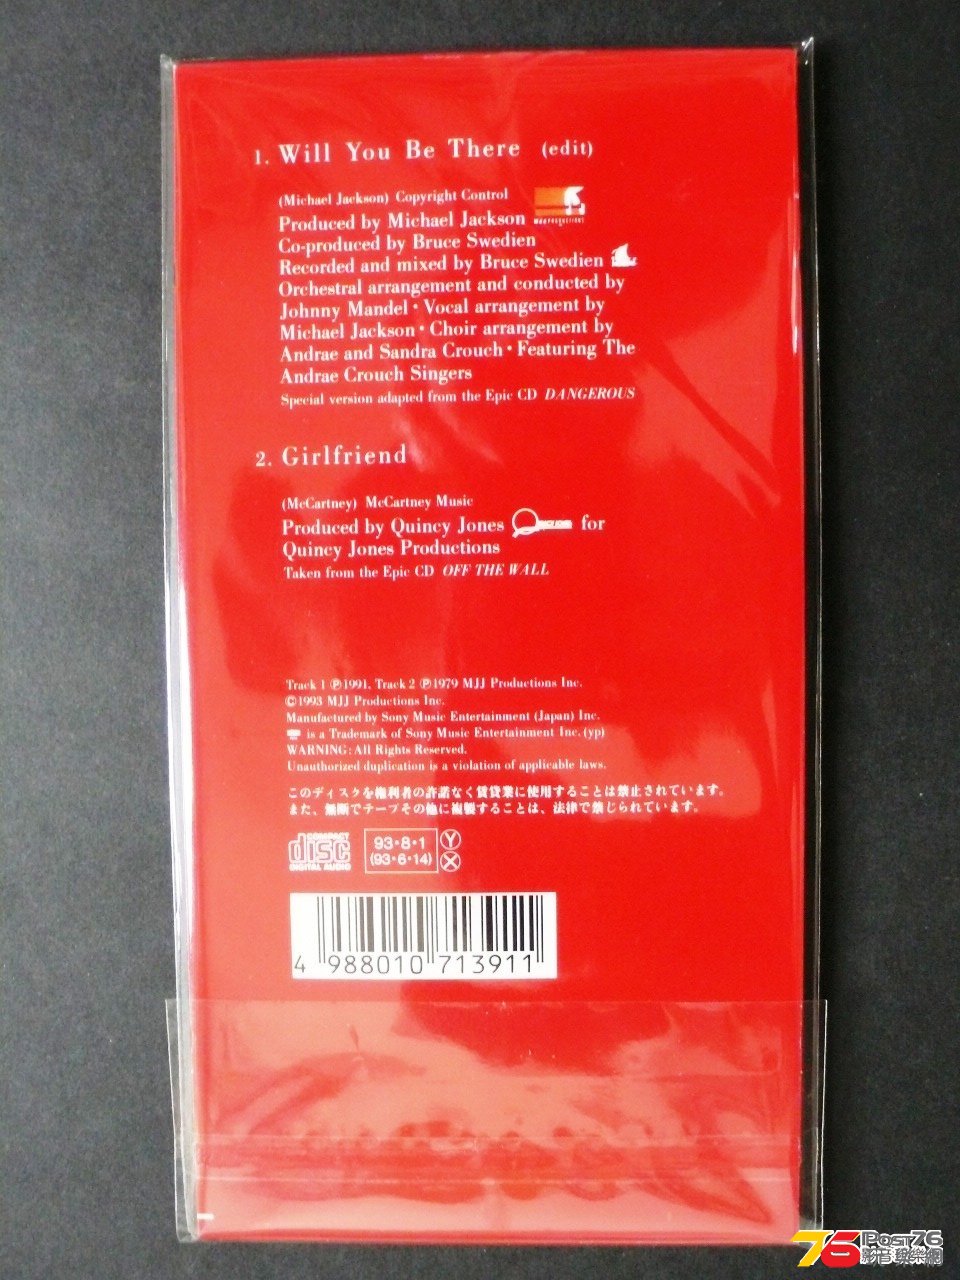 1. Will You Be There (edit)
(Michael Jackson) Copyright Control
Produced by Michael Jackson
Co-produced by Bruce Swedien
Recorded and mixed by Bruce Swedien
Orchestral arrangement and conducted by
Johnny Mandel・Vocal arrangement by
Michael Jackson・Choir arrangement by
Andrae and Sandra Crouch・Featuring The
Andrae Crouch Singers
Special version adapted from the Epic CD DANGEROUS
2. Girlfriend
(McCartney) McCartney Music
Produced by Quincy Jones for
Quincy Jones Productions
Taken from the Epic CD OFF THE WALL
Track 1 ℗1991, Track 2 ℗1979 MJJ Productions Inc.
©1993 MJJ Productions Inc.
Manufactured by Sony Music Entertainment (Japan) Inc.
is a Trademark of Sony Music Entertainment Inc. (yp)
WARNING: All Rights Reserved.
Unauthorized duplication is a violation of applicable laws.
このディスクを権利者の許諾なく賃貸業に使用することは禁止されています。
また、無断でテープその他に複製することは、法律で禁じられています。
COMPACT
disc
DIGITAL AUDIO
93・8・1 Ⓨ
(93・6・14) Ⓧ
4 988010 713911
76 Post76
影音娛樂網